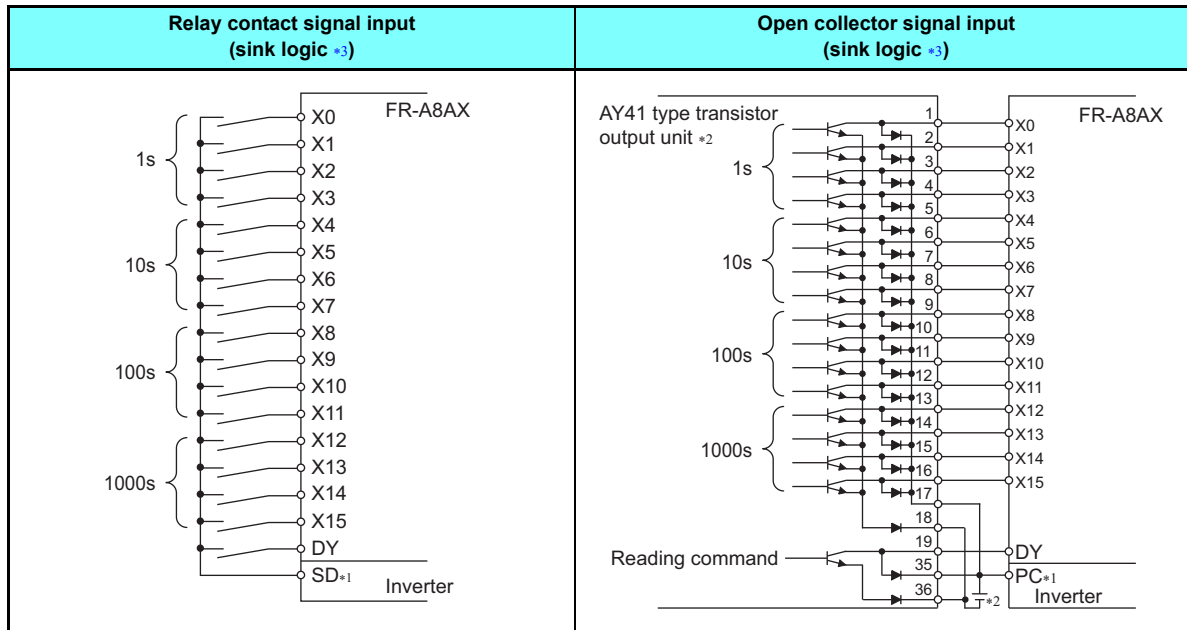 Relay contact signal input
(sink logic *3)
Open collector signal input
(sink logic *3)
FR-A8AX
X0
X1
X2
X3
X4
X5
X6
X7
X8
X9
X10
X11
X12
X13
X14
X15
DY
SD*1
Inverter
1s
10s
100s
1000s
AY41 type transistor
output unit *2
FR-A8AX
1s
10s
100s
1000s
Reading command
1
2
3
4
5
6
7
8
9
10
11
12
13
14
15
16
17
18
19
35
36
X0
X1
X2
X3
X4
X5
X6
X7
X8
X9
X10
X11
X12
X13
X14
X15
DY
PC*1
*2
Inverter